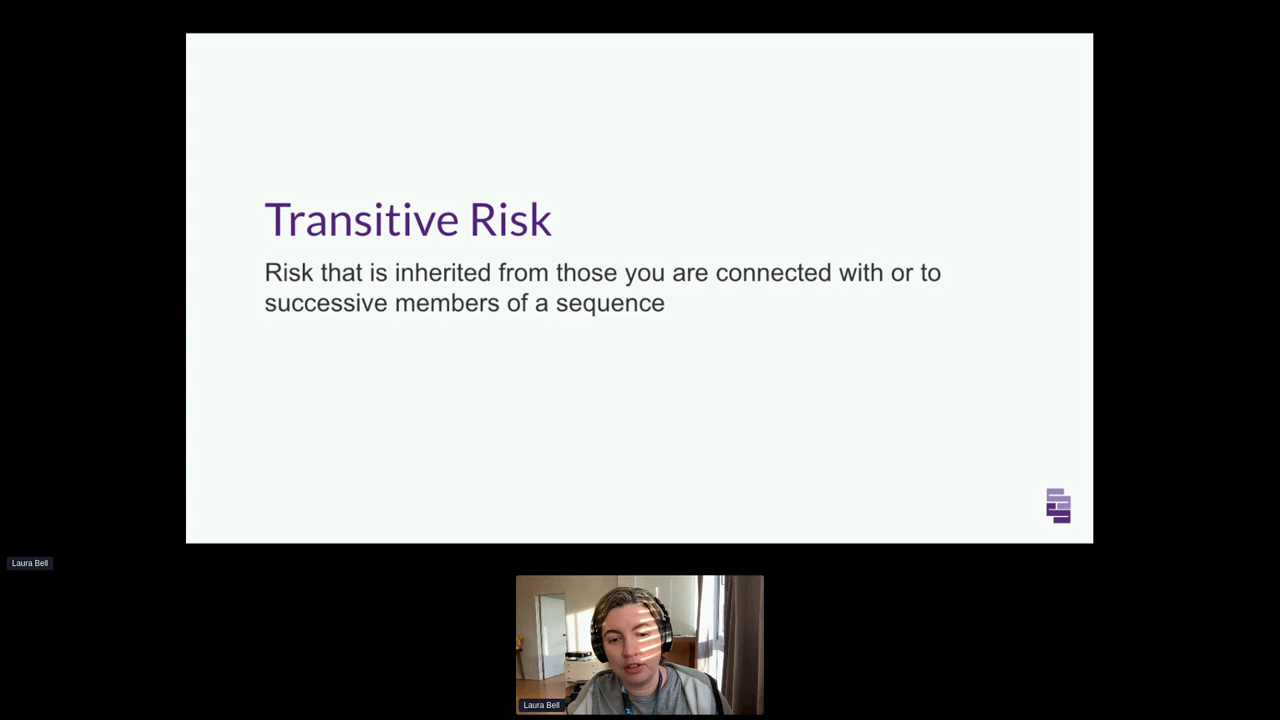 Transitive Risk
Risk that is inherited from those you are connected with or to
successive members of a sequence
Laura Bell
Laura Bell